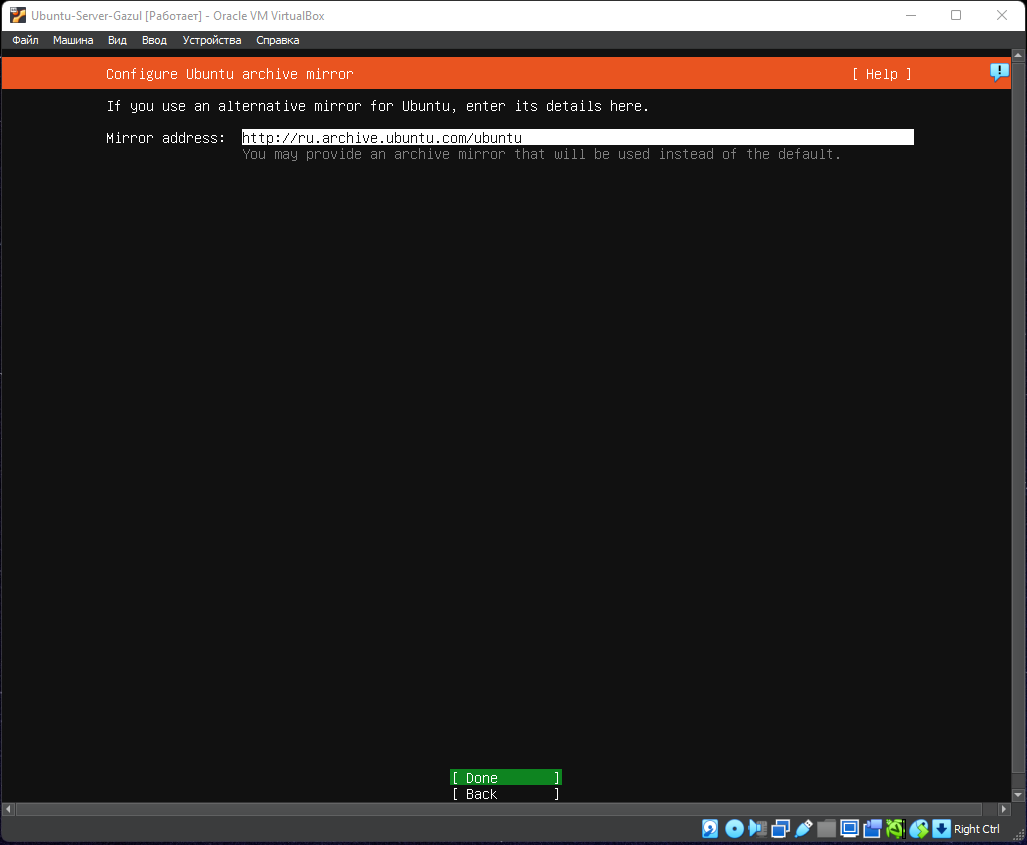 Ubuntu-Server-Gazul [Работает] - Oracle VM VirtualBox
Файл Машина Вид Ввод Устройства Справка
Configure Ubuntu archive mirror [ Help ]
If you use an alternative mirror for Ubuntu, enter its details here.
Mirror address: http://ru.archive.ubuntu.com/ubuntu
You may provide an archive mirror that will be used instead of the default.
[ Done ]
[ Back ]
Right Ctrl